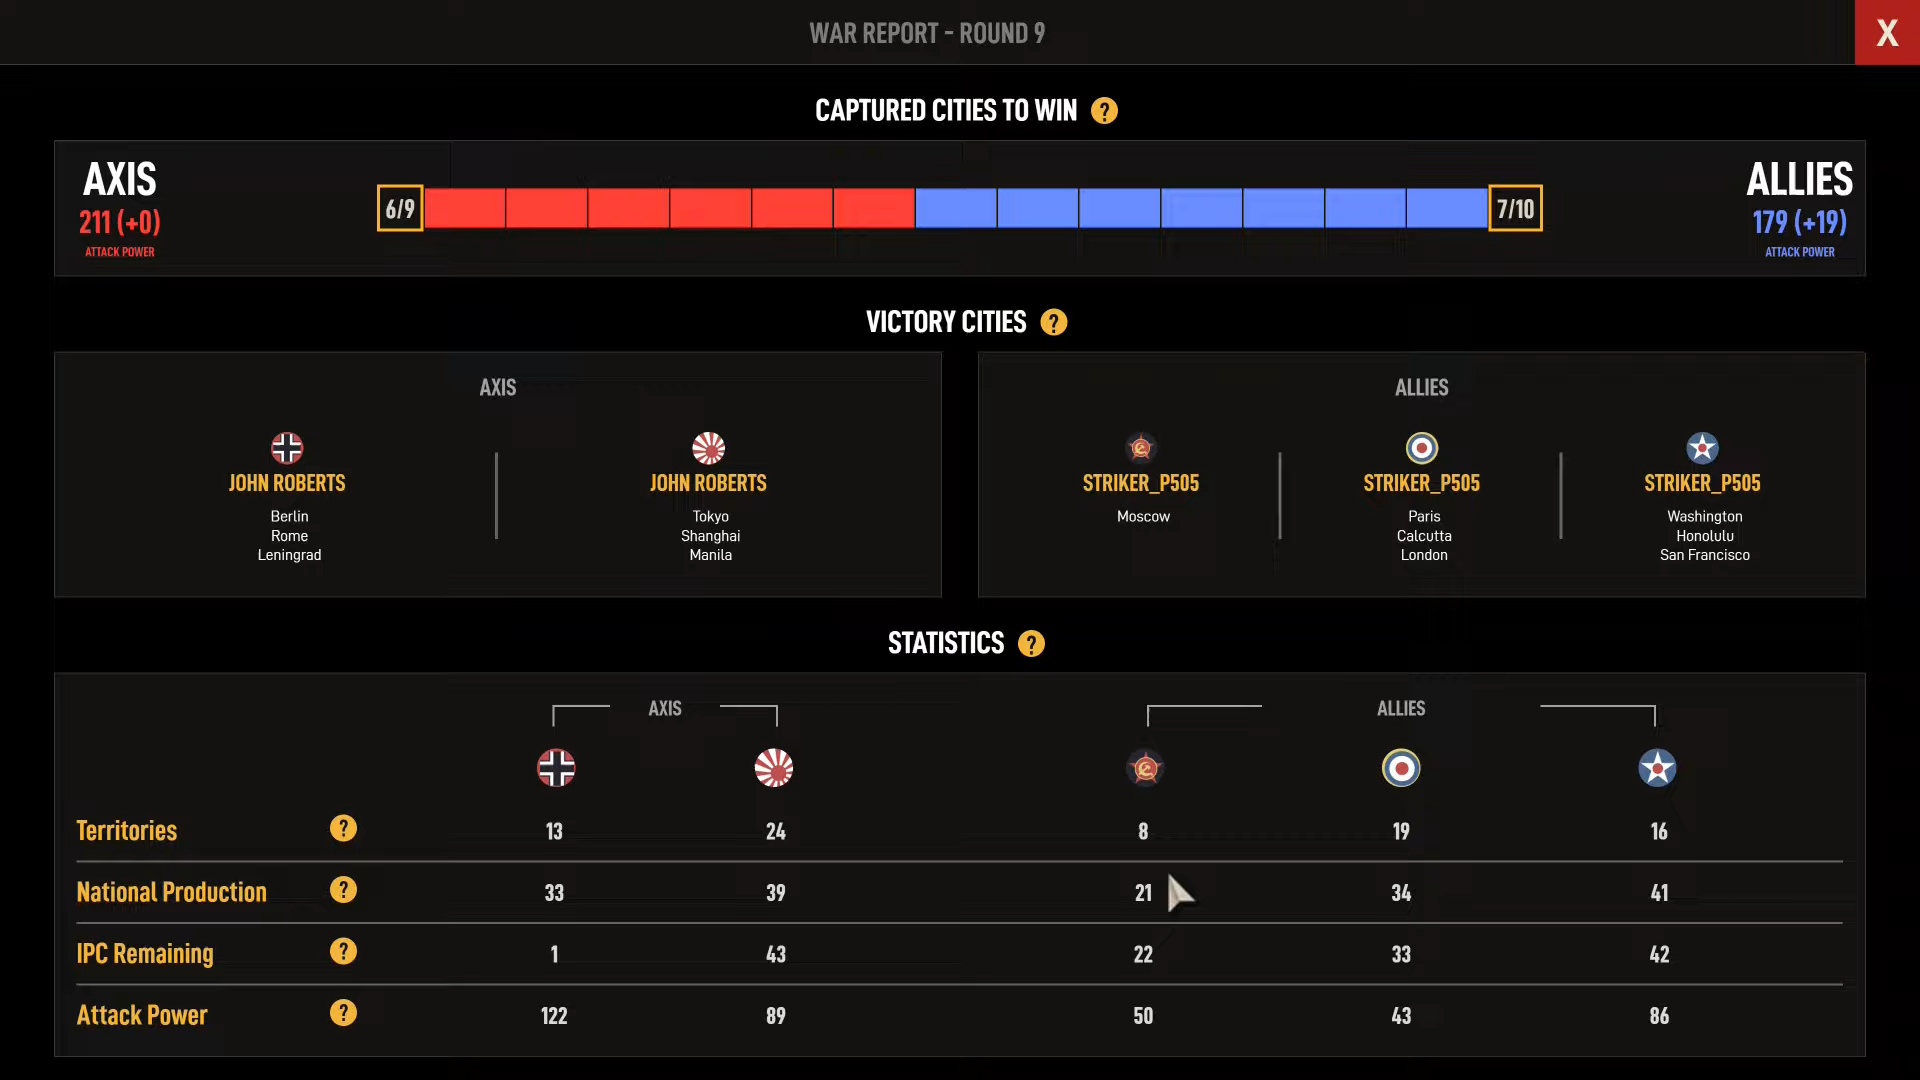 WAR REPORT - ROUND 9
X
CAPTURED CITIES TO WIN ?
AXIS
211 (+0)
ATTACK POWER
6/9
7/10
ALLIES
179 (+19)
ATTACK POWER
VICTORY CITIES ?
AXIS
JOHN ROBERTS
Berlin
Rome
Leningrad
JOHN ROBERTS
Tokyo
Shanghai
Manila
ALLIES
STRIKER_P505
Moscow
STRIKER_P505
Paris
Calcutta
London
STRIKER_P505
Washington
Honolulu
San Francisco
STATISTICS ?
AXIS ALLIES
Territories ? 13 24 8 19 16
National Production ? 33 39 21 34 41
IPC Remaining ? 1 43 22 33 42
Attack Power ? 122 89 50 43 86